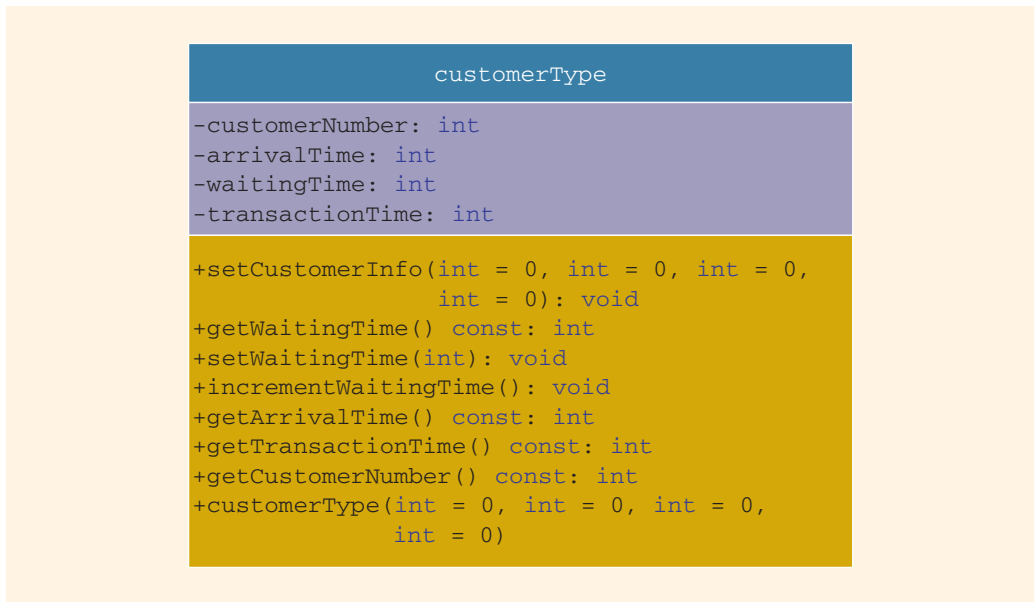 customerType
-customerNumber: int
-arrivalTime: int
-waitingTime: int
-transactionTime: int
+setCustomerInfo(int = 0, int = 0, int = 0,
int = 0): void
+getWaitingTime() const: int
+setWaitingTime(int): void
+incrementWaitingTime(): void
+getArrivalTime() const: int
+getTransactionTime() const: int
+getCustomerNumber() const: int
+customerType(int = 0, int = 0, int = 0,
int = 0)